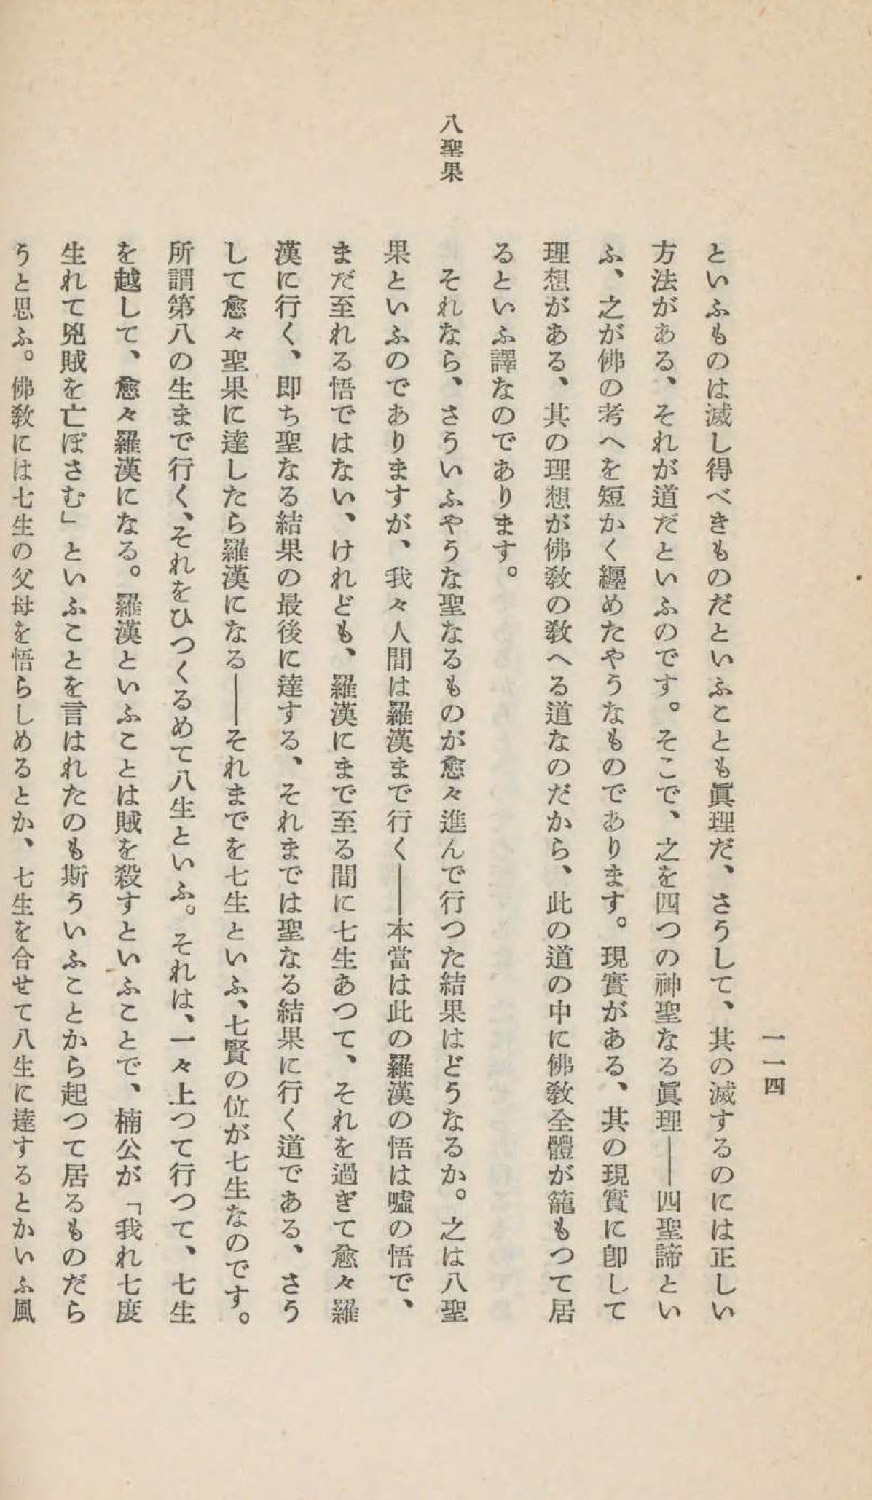 一一四
といふものは滅し得べきものだといふことも眞理だ、さうして、其の滅するのには正しい
方法がある、それが道だといふのです。そこで、之を四つの神聖なる眞理――四聖諦とい
ふ、之が佛の考へを短かく纒めたやうなものであります。現實がある、其の現實に卽して
理想がある、其の理想が佛敎の敎へる道なのだから、此の道の中に佛敎全體が籠もつて居
るといふ譯なのであります。
八聖果
それなら、さういふやうな聖なるものが愈々進んで行つた結果はどうなるか。之は八聖
果といふのでありますが、我々人間は羅漢まで行く――本當は此の羅漢の悟は嘘の悟で、
まだ至れる悟ではない、けれども、羅漢にまで至る間に七生あつて、それを過ぎて愈々羅
漢に行く、卽ち聖なる結果の最後に達する、それまでは聖なる結果に行く道である、さう
して愈々聖果に達したら羅漢になる――それまでを七生といふ、七賢の位が七生なのです。
所謂第八の生まで行く、それをひつくるめて八生といふ。それは、一々上つて行つて、七生
を越して、愈々羅漢になる。羅漢といふことは賊を殺すといふことで、楠公が「我れ七度
生れて兇賊を亡ぼさむ」といふことを言はれたのも斯ういふことから起つて居るものだら
うと思ふ。佛敎には七生の父母を悟らしめるとか、七生を合せて八生に達するとかいふ風